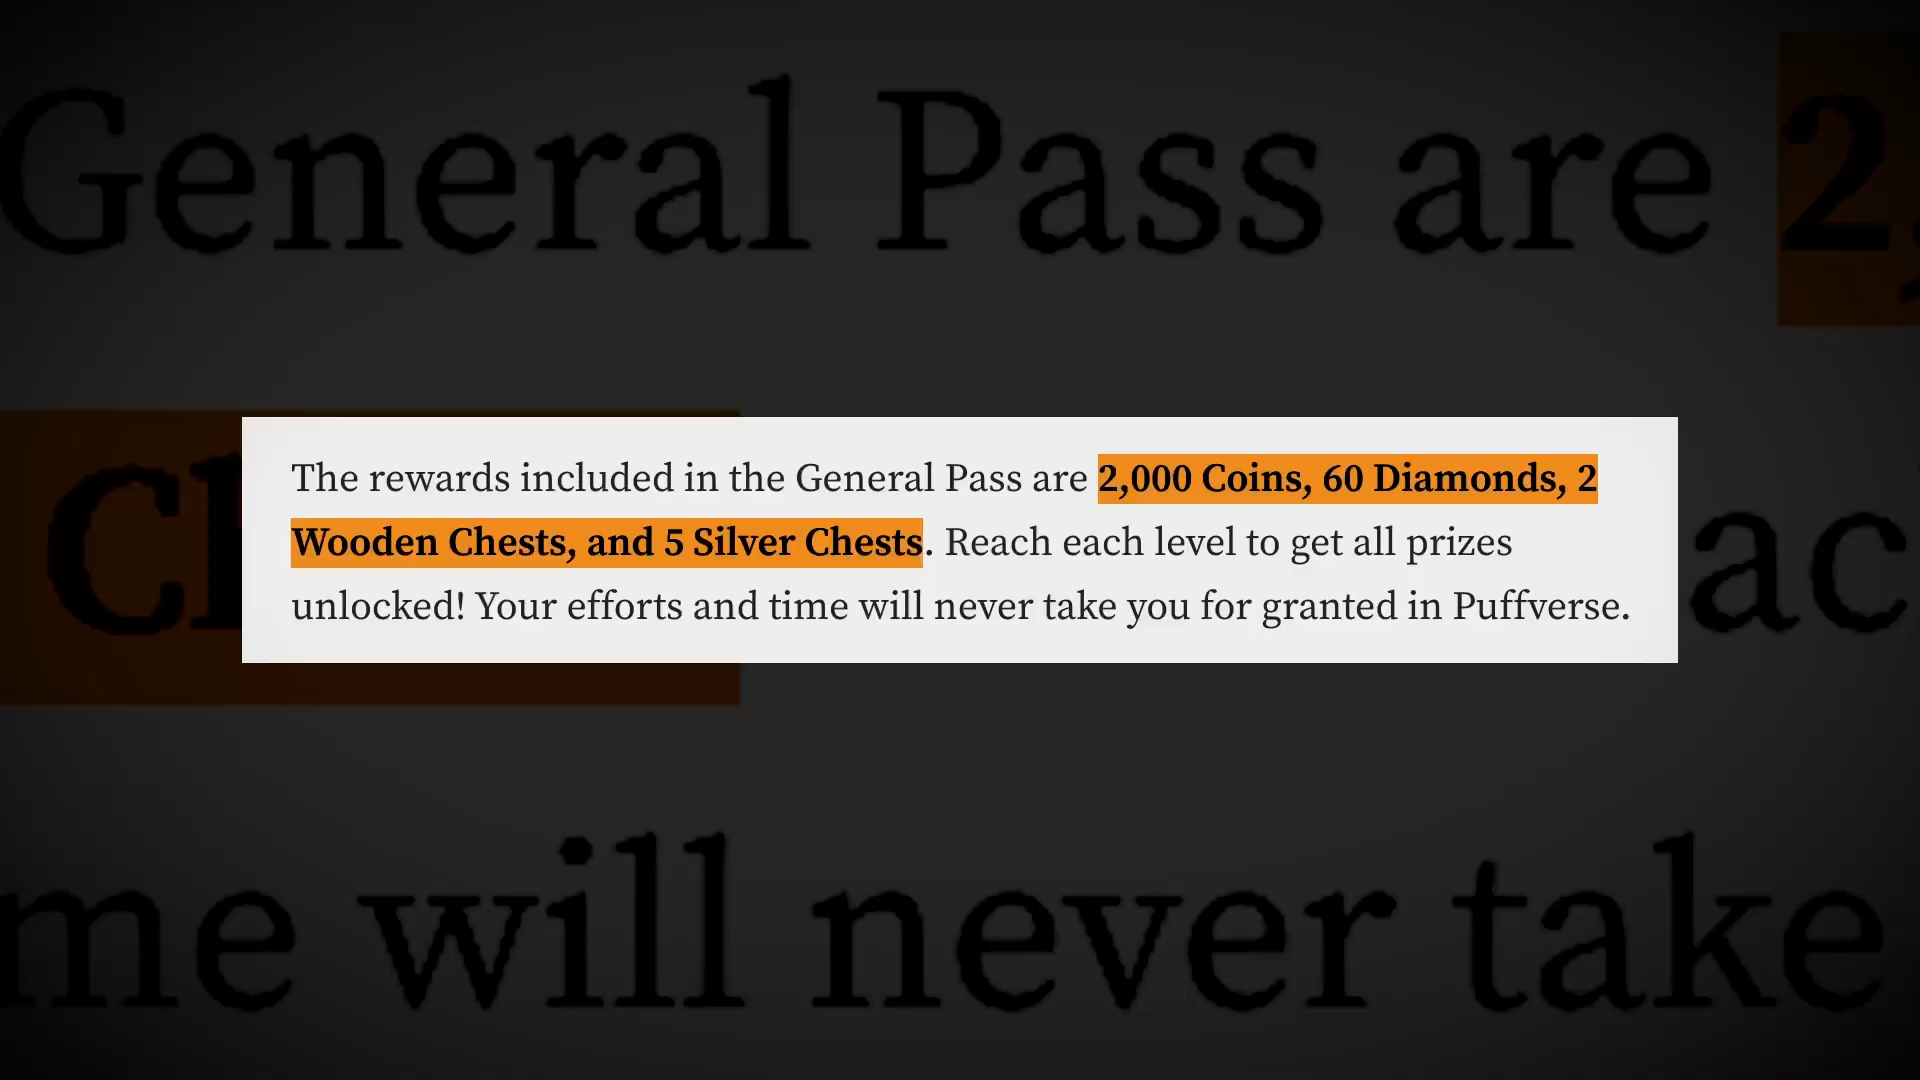 General Pass are 2,
The rewards included in the General Pass are 2,000 Coins, 60 Diamonds, 2
Wooden Chests, and 5 Silver Chests. Reach each level to get all prizes
unlocked! Your efforts and time will never take you for granted in Puffverse.
me will never take